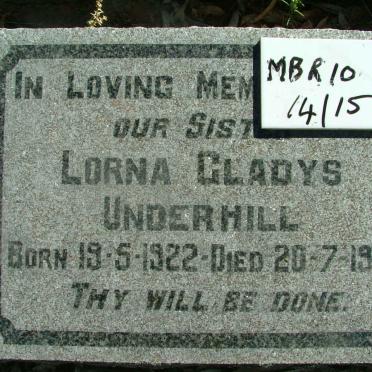 IN LOVING MEM
MBR10
14/15
OUR SIST
LORNA GLADYS
UNDERHILL
BORN 19-5-1922-DIED 20-7-19
THY WILL BE DONE.